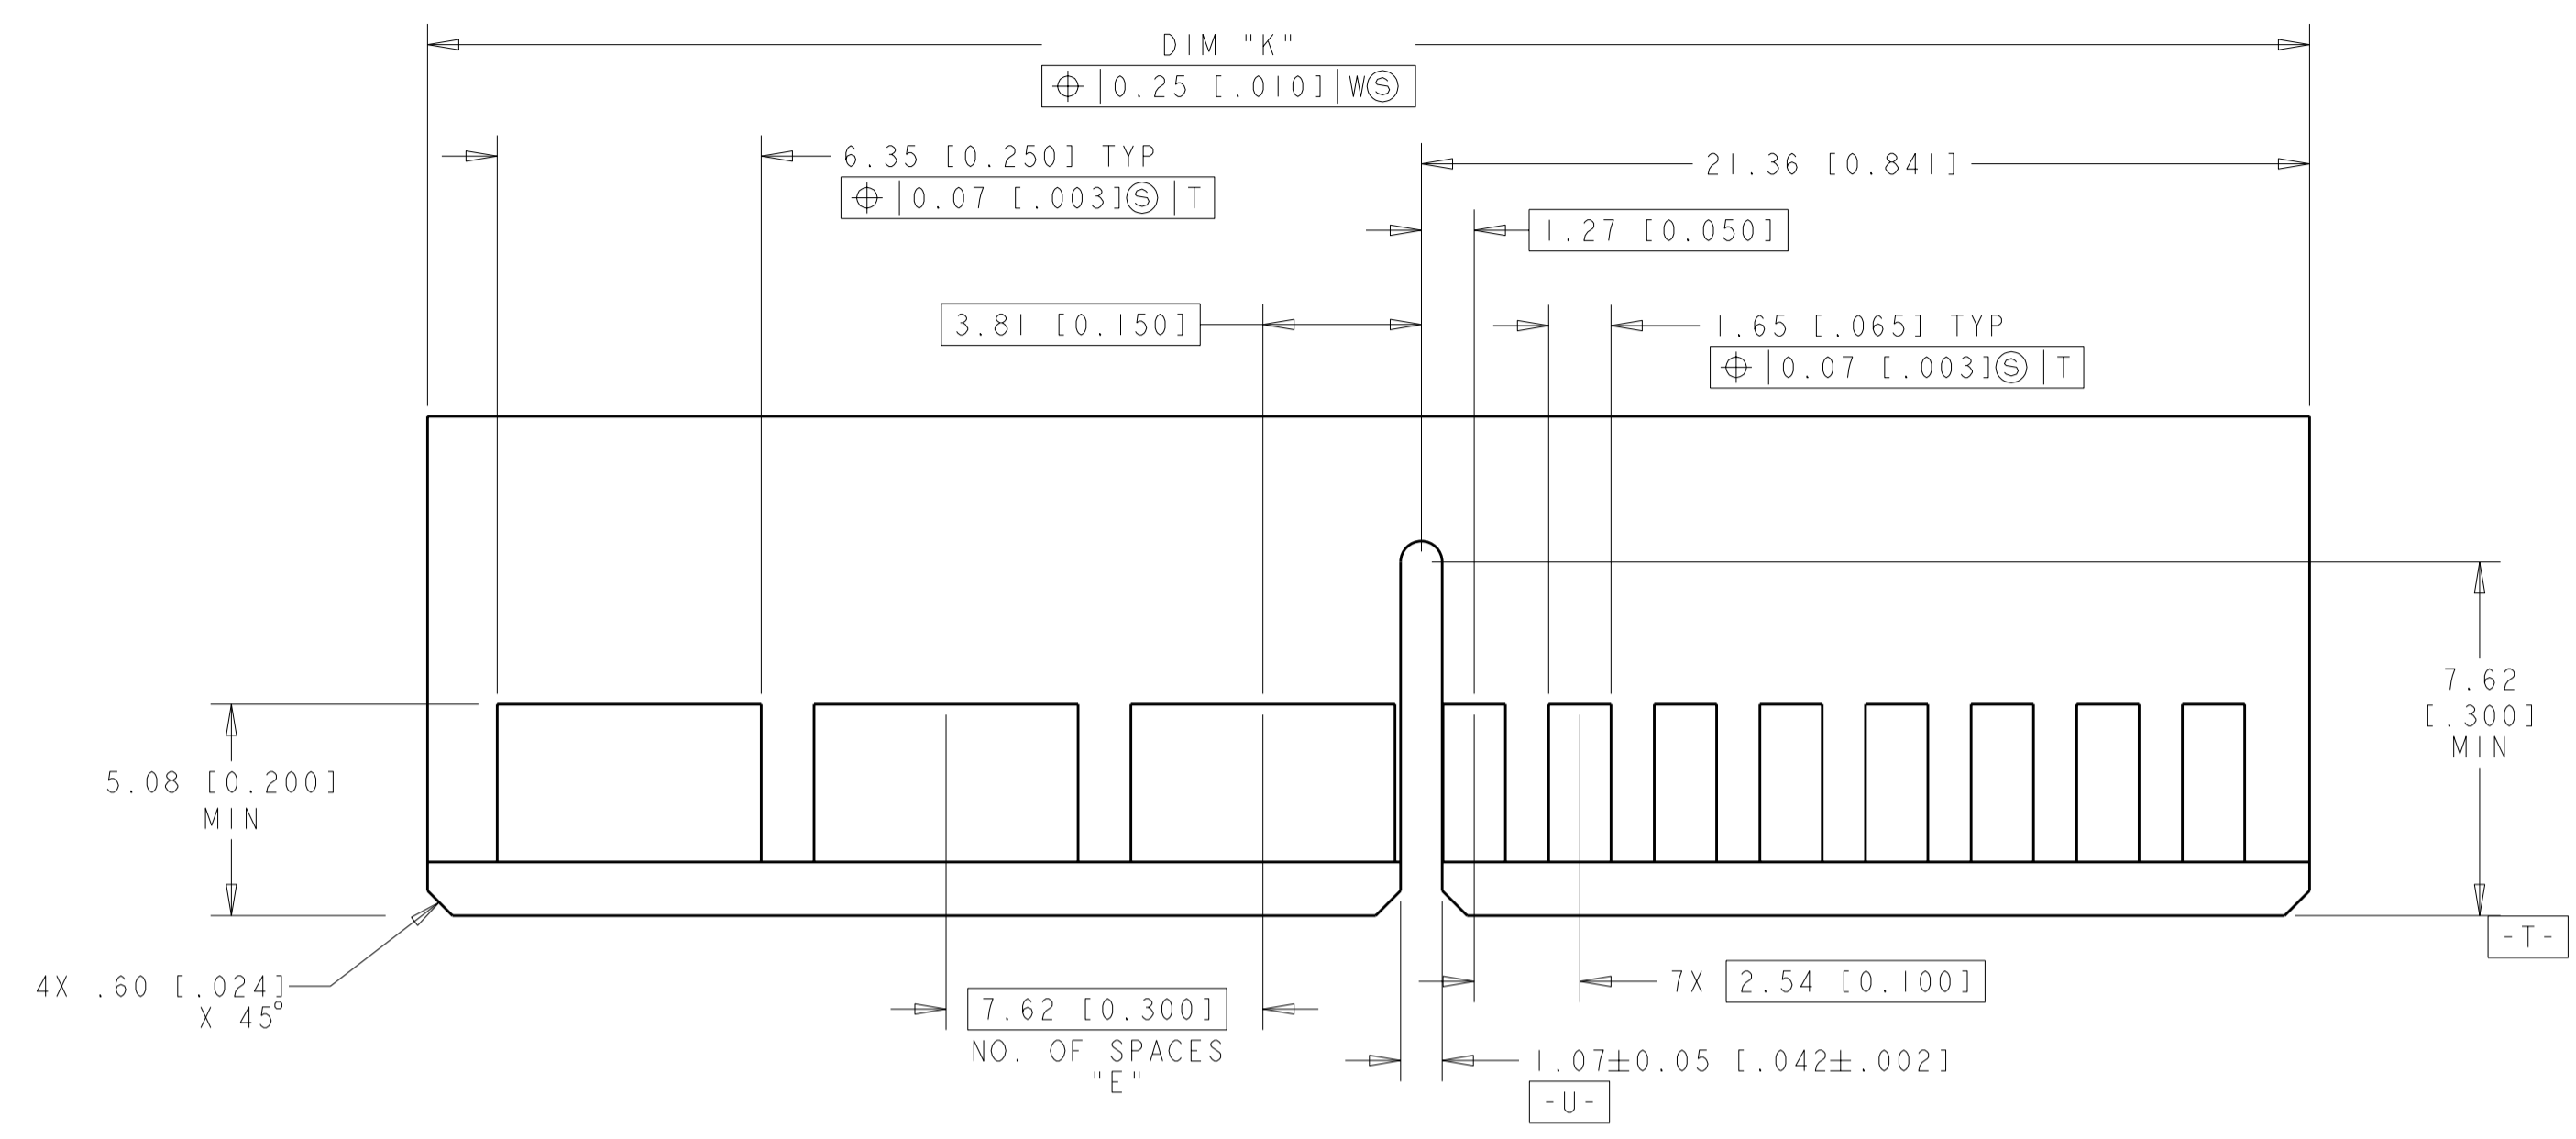 DIM "K"
⌖ 0.25 [.010] WⓈ
6.35 [0.250] TYP
⌖ 0.07 [.003]Ⓢ T
21.36 [0.841]
1.27 [0.050]
3.81 [0.150]
1.65 [.065] TYP
⌖ 0.07 [.003]Ⓢ T
7.62
[.300]
MIN
5.08 [0.200]
MIN
-T-
4X .60 [.024]
X 45°
7.62 [0.300]
NO. OF SPACES
"E"
7X 2.54 [0.100]
1.07±0.05 [.042±.002]
-U-